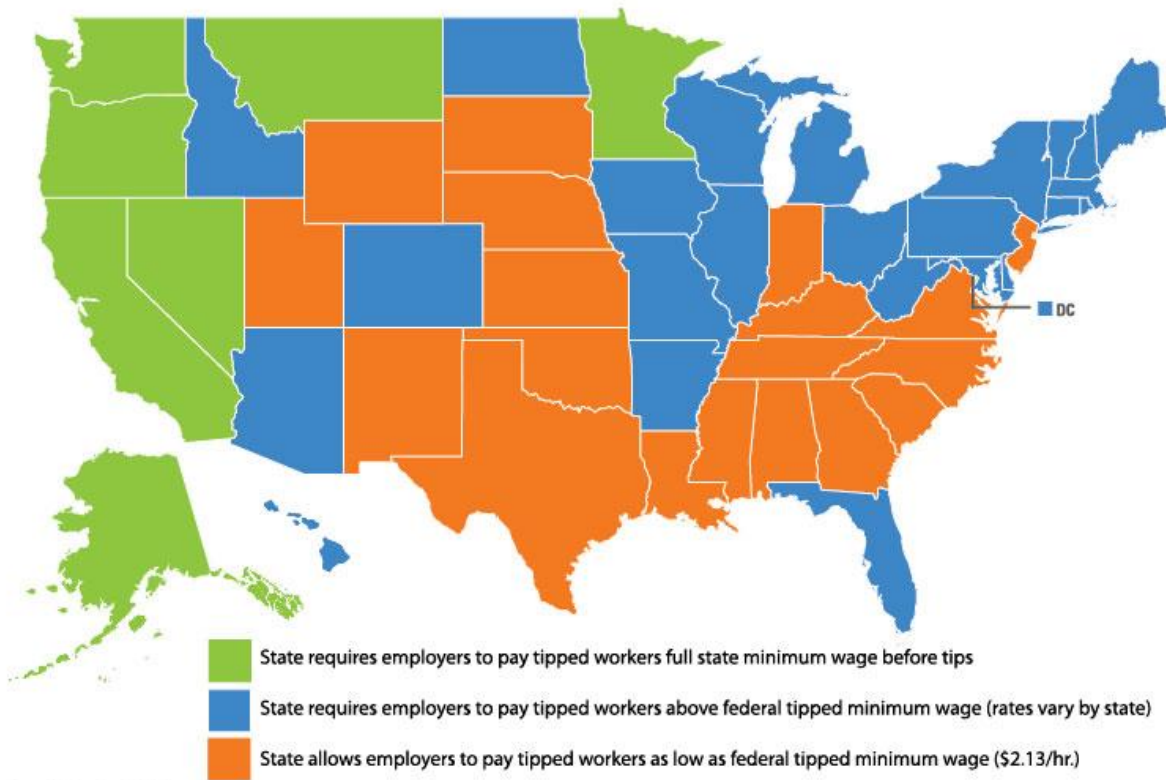 DC
State requires employers to pay tipped workers full state minimum wage before tips
State requires employers to pay tipped workers above federal tipped minimum wage (rates vary by state)
State allows employers to pay tipped workers as low as federal tipped minimum wage ($2.13/hr.)